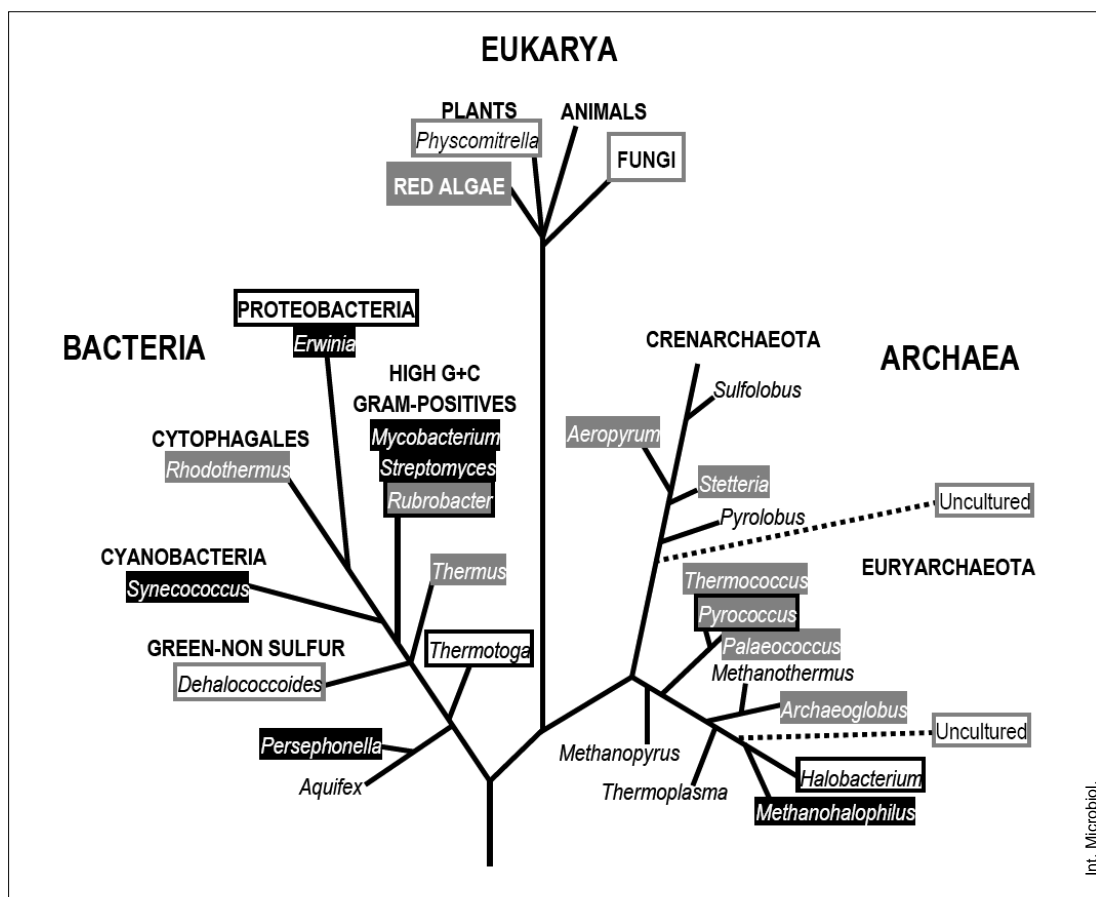 EUKARYA
PLANTS
ANIMALS
Physcomitrella
FUNGI
RED ALGAE
PROTEOBACTERIA
Erwinia
BACTERIA
HIGH G+C
GRAM-POSITIVES
Mycobacterium
Streptomyces
Rubrobacter
CYTOPHAGALES
Rhodothermus
CYANOBACTERIA
Synecococcus
Thermus
GREEN-NON SULFUR
Dehalococcoides
Thermotoga
Persephonella
Aquifex
CRENARCHAEOTA
ARCHAEA
Sulfolobus
Aeropyrum
Stetteria
Pyrolobus
Uncultured
EURYARCHAEOTA
Thermococcus
Pyrococcus
Palaeococcus
Methanothermus
Archaeoglobus
Uncultured
Methanopyrus
Thermoplasma
Halobacterium
Methanohalophilus
Int. Microbiol.